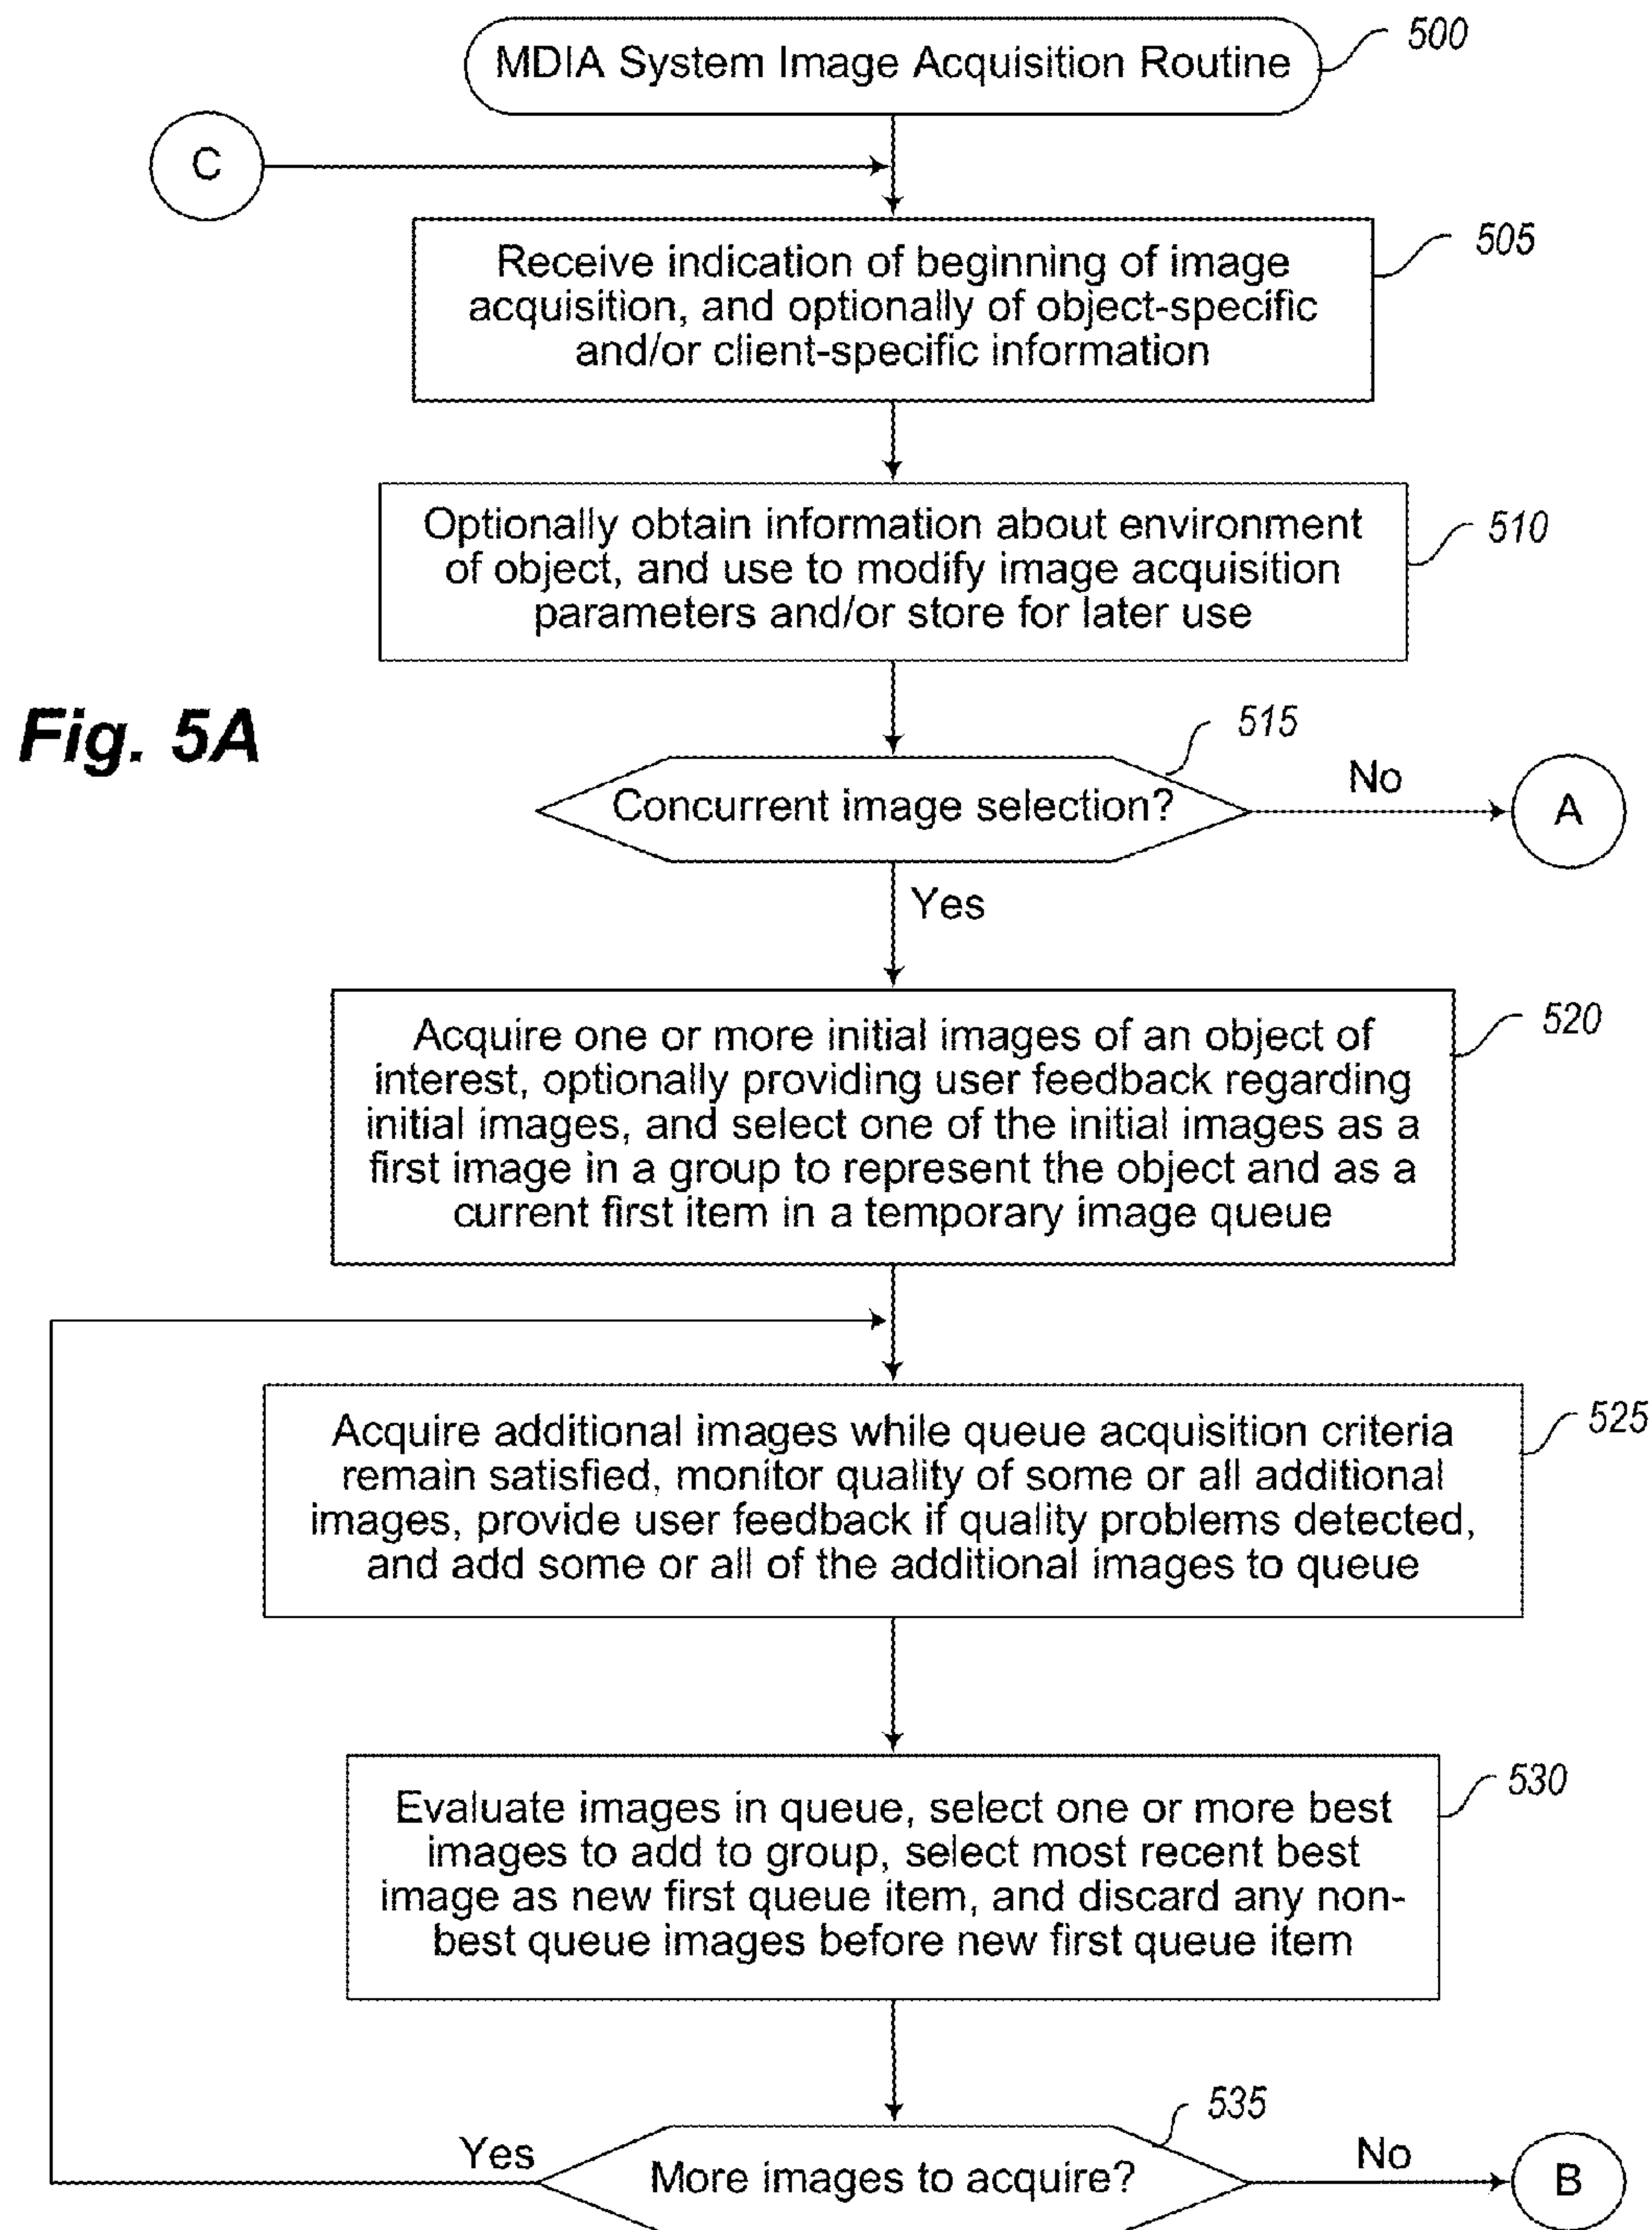 MDIA System Image Acquisition Routine
500
C
Receive indication of beginning of image
acquisition, and optionally of object-specific
and/or client-specific information
505
Optionally obtain information about environment
of object, and use to modify image acquisition
parameters and/or store for later use
510
Fig. 5A
515
Concurrent image selection?
No
A
Yes
Acquire one or more initial images of an object of
interest, optionally providing user feedback regarding
initial images, and select one of the initial images as a
first image in a group to represent the object and as a
current first item in a temporary image queue
520
Acquire additional images while queue acquisition criteria
remain satisfied, monitor quality of some or all additional
images, provide user feedback if quality problems detected,
and add some or all of the additional images to queue
525
Evaluate images in queue, select one or more best
images to add to group, select most recent best
image as new first queue item, and discard any non-
best queue images before new first queue item
530
535
Yes
More images to acquire?
No
B